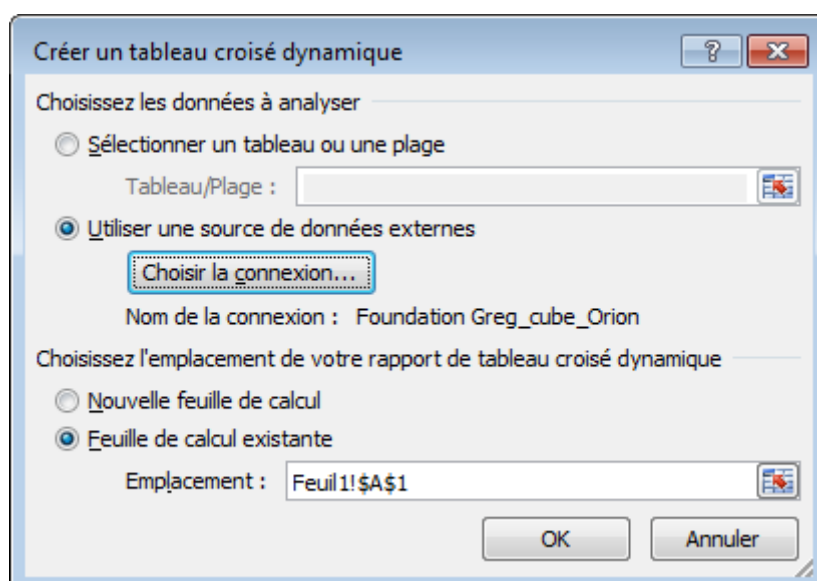 Créer un tableau croisé dynamique
Choisissez les données à analyser
Sélectionner un tableau ou une plage
Tableau/Plage :
Utiliser une source de données externes
Choisir la connexion...
Nom de la connexion : Foundation Greg_cube_Orion
Choisissez l'emplacement de votre rapport de tableau croisé dynamique
Nouvelle feuille de calcul
Feuille de calcul existante
Emplacement : Feuil1!$A$1
OK Annuler